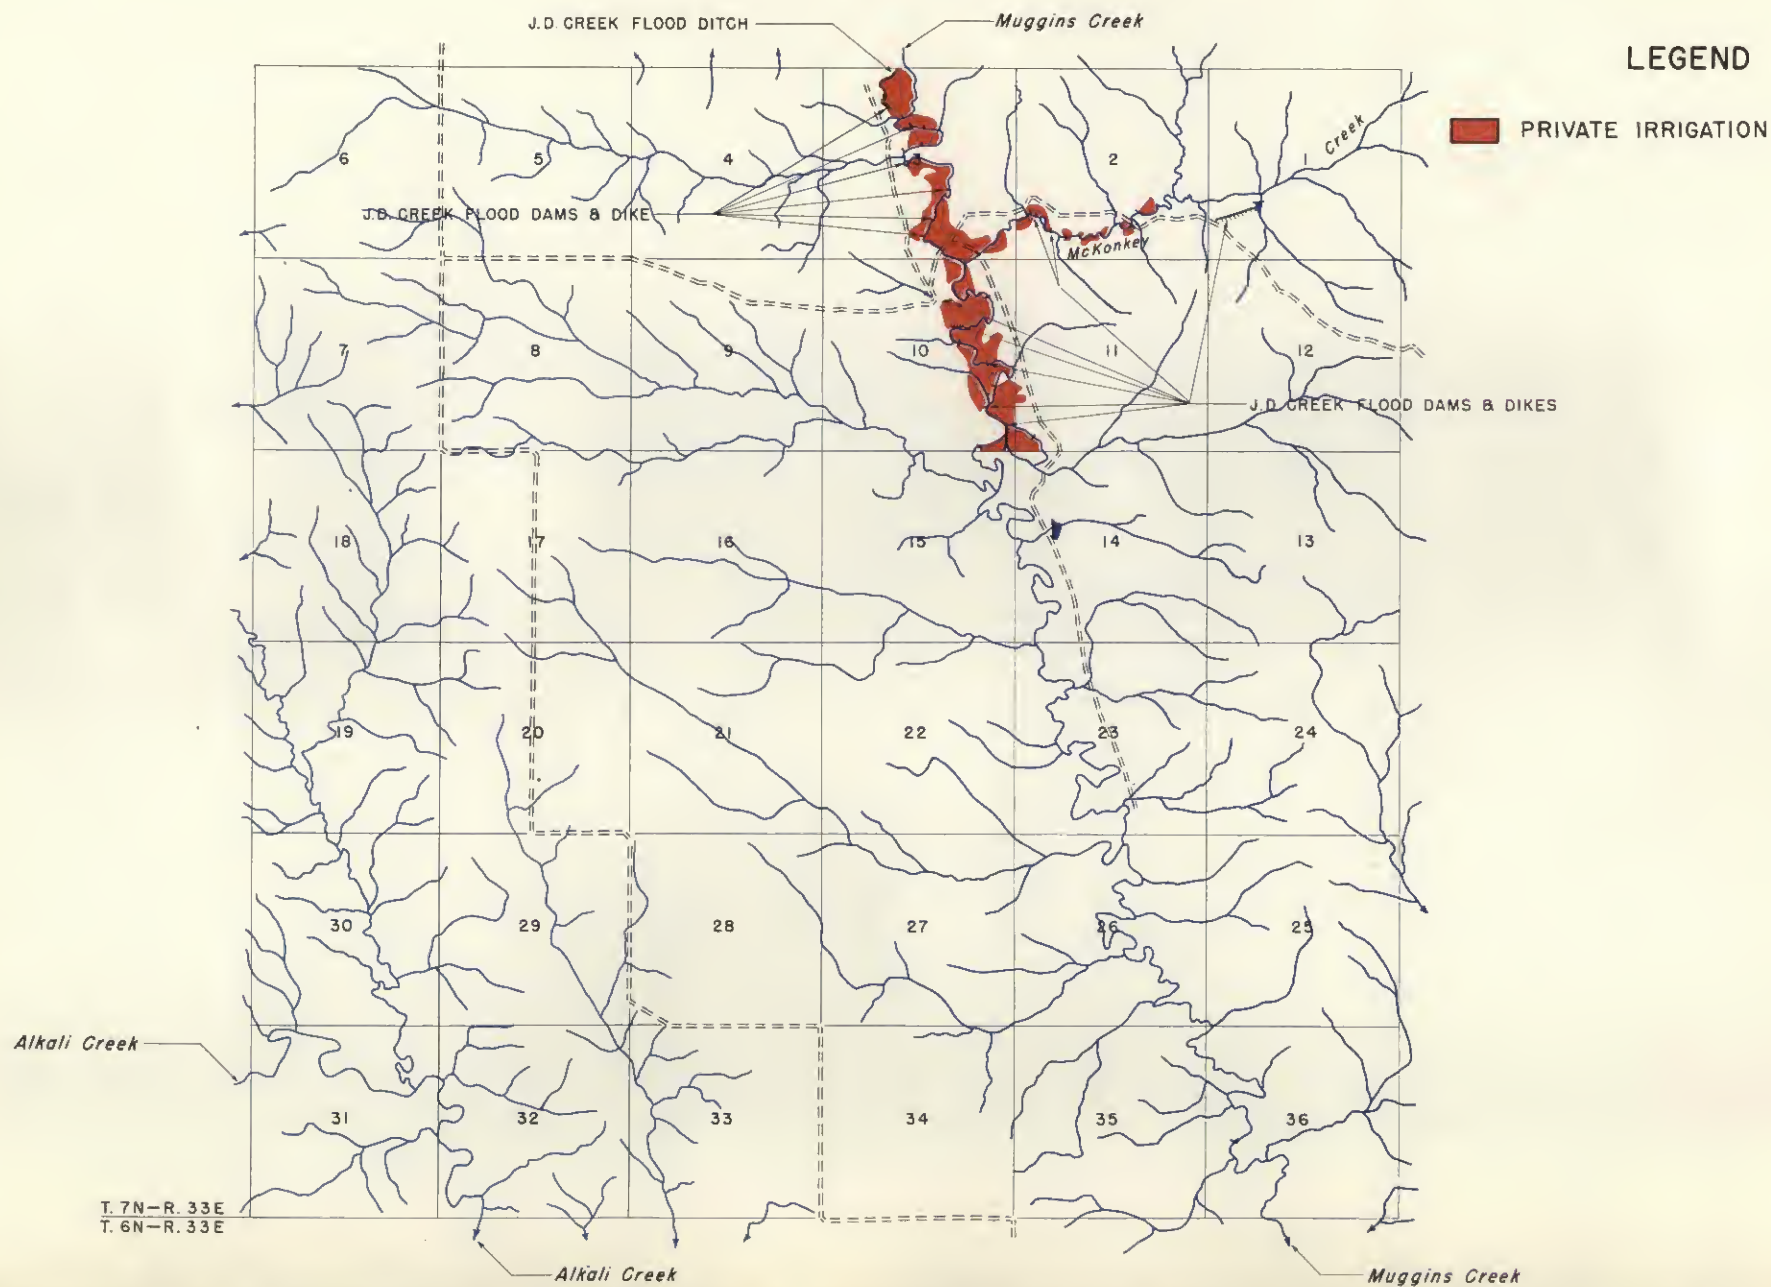 J.D. CREEK FLOOD DITCH
Muggins Creek
LEGEND
PRIVATE IRRIGATION
6 5 4 3 2 1
Creek
J.D. CREEK FLOOD DAMS & DIKE
McKonkey
7 8 9 10 11 12
J.D. CREEK FLOOD DAMS & DIKES
18 17 16 15 14 13
19 20 21 22 23 24
30 29 28 27 26 25
Alkali Creek
31 32 33 34 35 36
T. 7N–R. 33E
T. 6N–R. 33E
Alkali Creek
Muggins Creek